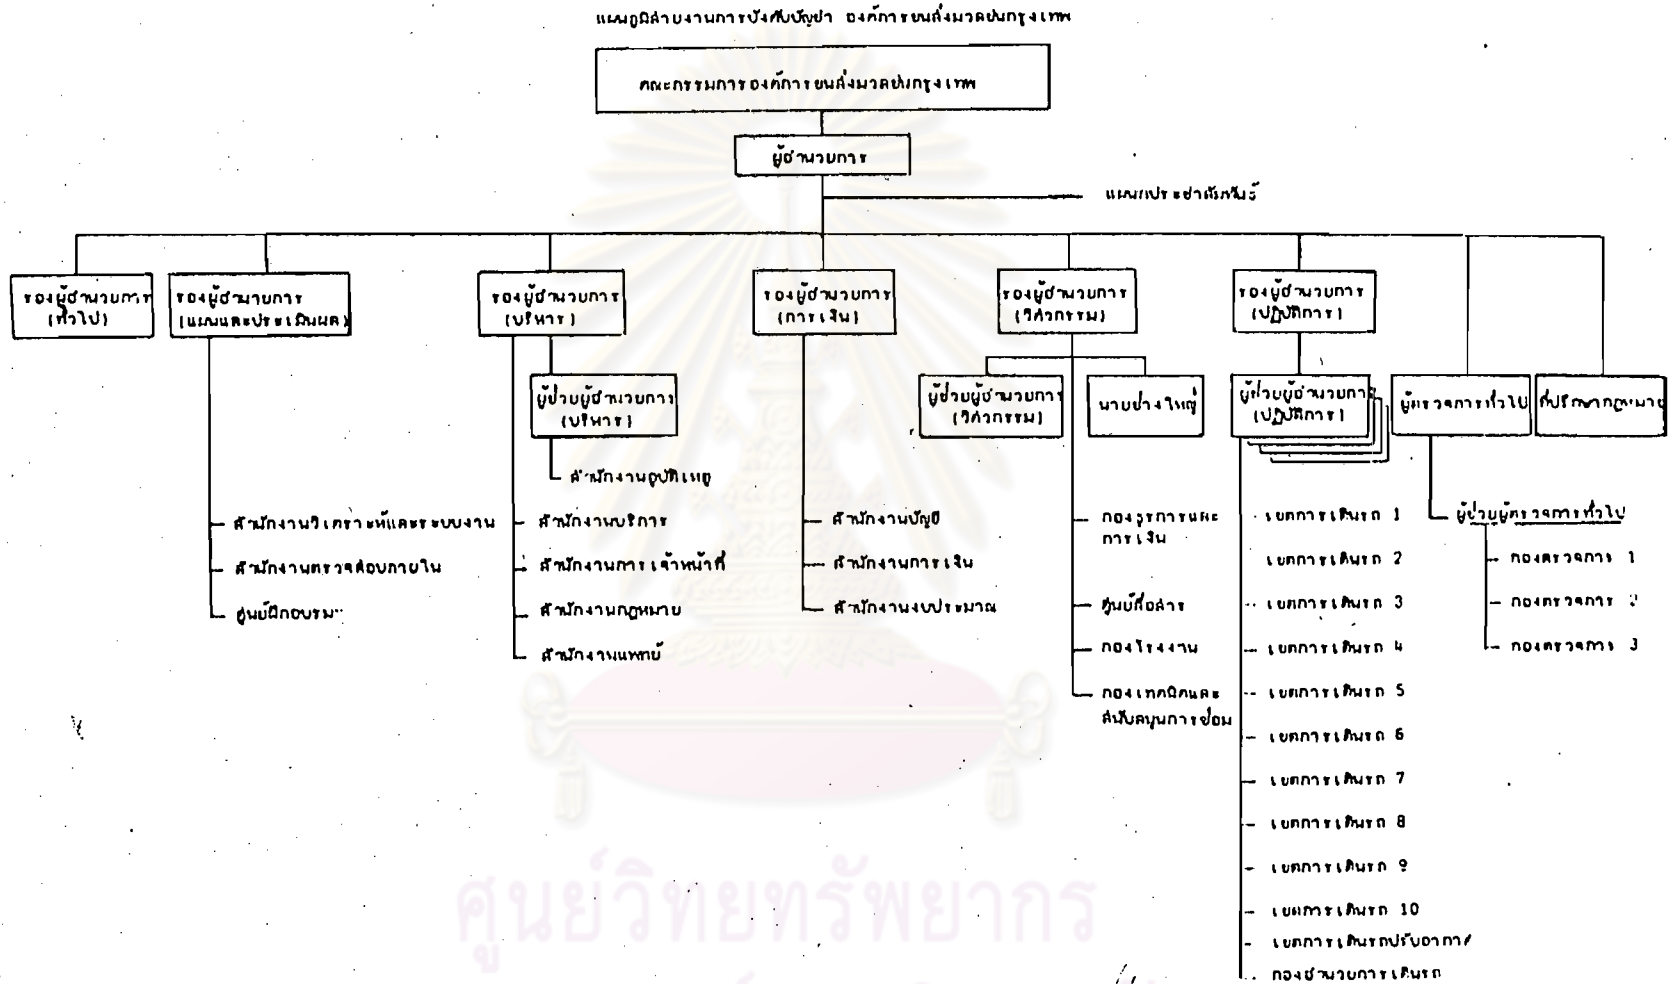 แผนภูมิสายงานการบังคับบัญชา องค์การขนส่งมวลชนกรุงเทพ
คณะกรรมการองค์การขนส่งมวลชนกรุงเทพ
ผู้อำนวยการ
แผนกประชาสัมพันธ์
รองผู้อำนวยการ
(ทั่วไป)
รองผู้อำนวยการ
(แผนและประเมินผล)
รองผู้อำนวยการ
(บริหาร)
รองผู้อำนวยการ
(การเงิน)
รองผู้อำนวยการ
(วิศวกรรม)
รองผู้อำนวยการ
(ปฏิบัติการ)
ผู้ช่วยผู้อำนวยการ
(บริหาร)
ผู้ช่วยผู้อำนวยการ
(วิศวกรรม)
นายช่างใหญ่
ผู้ช่วยผู้อำนวยการ
(ปฏิบัติการ)
ผู้ตรวจการทั่วไป
ที่ปรึกษากฎหมาย
สำนักงานอุบัติเหตุ
สำนักงานวิเคราะห์และระบบงาน
สำนักงานตรวจสอบภายใน
ศูนย์ฝึกอบรม
สำนักงานบริการ
สำนักงานการเจ้าหน้าที่
สำนักงานกฎหมาย
สำนักงานแพทย์
สำนักงานบัญชี
สำนักงานการเงิน
สำนักงานงบประมาณ
กองธุรการและ
การเงิน
ศูนย์สื่อสาร
กองโรงงาน
กองเทคนิคและ
สนับสนุนการซ่อม
เขตการเดินรถ 1
เขตการเดินรถ 2
เขตการเดินรถ 3
เขตการเดินรถ 4
เขตการเดินรถ 5
เขตการเดินรถ 6
เขตการเดินรถ 7
เขตการเดินรถ 8
เขตการเดินรถ 9
เขตการเดินรถ 10
เขตการเดินรถปรับอากาศ
กองอำนวยการเดินรถ
ผู้ช่วยผู้ตรวจการทั่วไป
กองตรวจการ 1
กองตรวจการ 2
กองตรวจการ 3
ศูนย์วิทยทรัพยากร